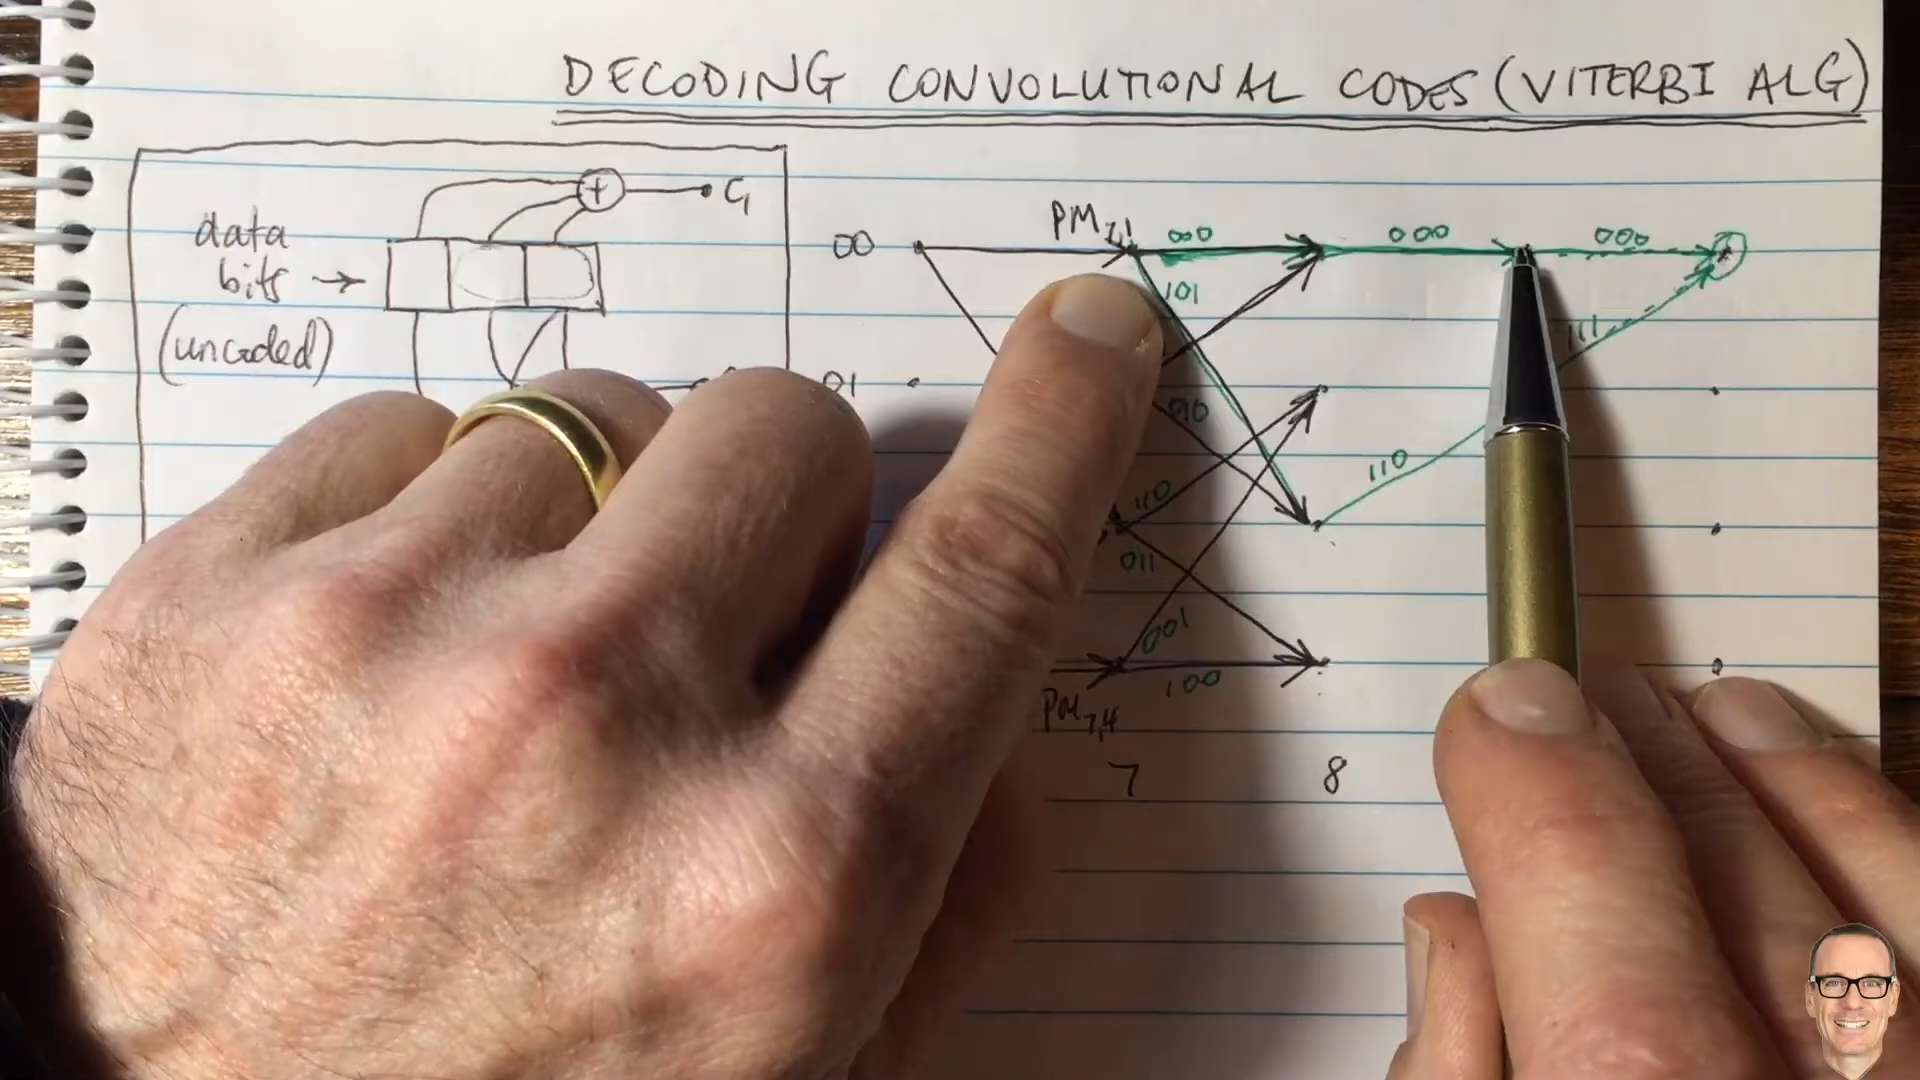 DECODING CONVOLUTIONAL CODES (VITERBI ALG)
data
bits →
(uncoded)
+
C₁
00
01
PM₇,₁
000
000
000
101
111
010
110
110
011
001
100
PM₇,₄
7
8